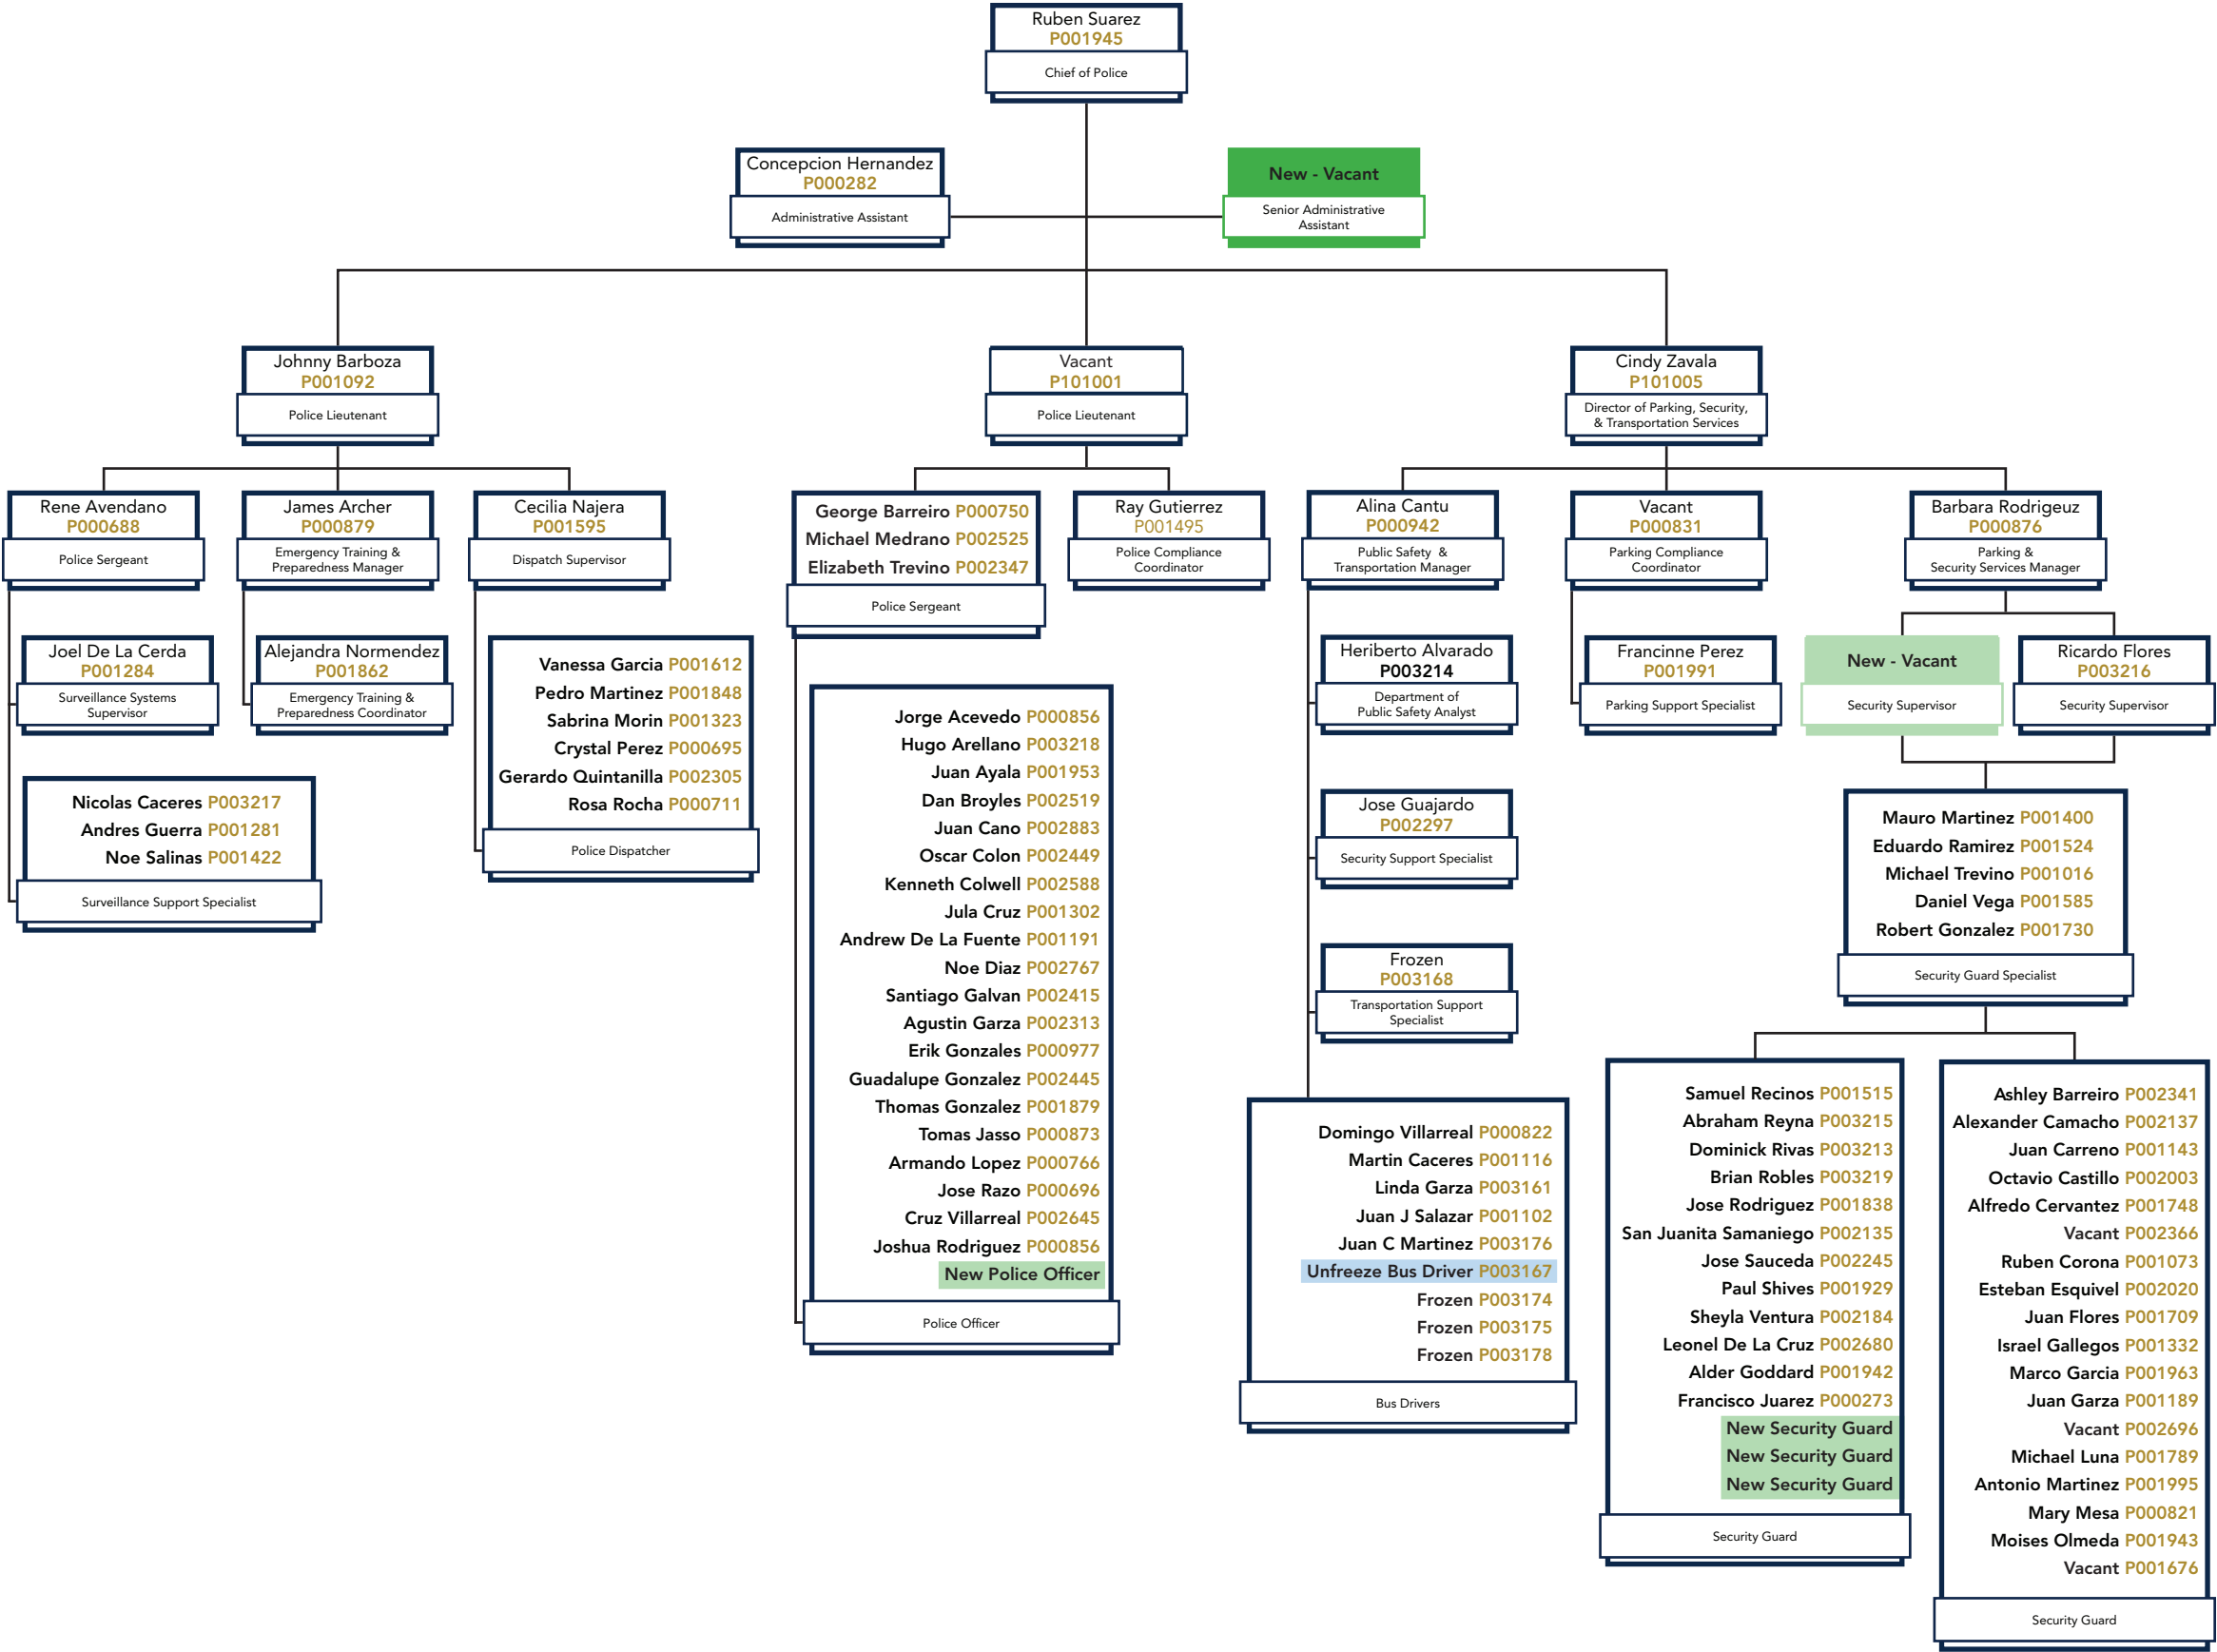 Ruben Suarez
P001945
Chief of Police
Concepcion Hernandez
P000282
Administrative Assistant
New - Vacant
Senior Administrative
Assistant
Johnny Barboza
P001092
Police Lieutenant
Vacant
P101001
Police Lieutenant
Cindy Zavala
P101005
Director of Parking, Security,
& Transportation Services
Rene Avendano
P000688
Police Sergeant
James Archer
P000879
Emergency Training &
Preparedness Manager
Cecilia Najera
P001595
Dispatch Supervisor
George Barreiro P000750
Michael Medrano P002525
Elizabeth Trevino P002347
Police Sergeant
Ray Gutierrez
P001495
Police Compliance
Coordinator
Alina Cantu
P000942
Public Safety &
Transportation Manager
Vacant
P000831
Parking Compliance
Coordinator
Barbara Rodrigeuz
P000876
Parking &
Security Services Manager
Joel De La Cerda
P001284
Surveillance Systems
Supervisor
Alejandra Normendez
P001862
Emergency Training &
Preparedness Coordinator
Vanessa Garcia P001612
Pedro Martinez P001848
Sabrina Morin P001323
Crystal Perez P000695
Gerardo Quintanilla P002305
Rosa Rocha P000711
Police Dispatcher
Nicolas Caceres P003217
Andres Guerra P001281
Noe Salinas P001422
Surveillance Support Specialist
Jorge Acevedo P000856
Hugo Arellano P003218
Juan Ayala P001953
Dan Broyles P002519
Juan Cano P002883
Oscar Colon P002449
Kenneth Colwell P002588
Jula Cruz P001302
Andrew De La Fuente P001191
Noe Diaz P002767
Santiago Galvan P002415
Agustin Garza P002313
Erik Gonzales P000977
Guadalupe Gonzalez P002445
Thomas Gonzalez P001879
Tomas Jasso P000873
Armando Lopez P000766
Jose Razo P000696
Cruz Villarreal P002645
Joshua Rodriguez P000856
New Police Officer
Police Officer
Heriberto Alvarado
P003214
Department of
Public Safety Analyst
Jose Guajardo
P002297
Security Support Specialist
Frozen
P003168
Transportation Support
Specialist
Domingo Villarreal P000822
Martin Caceres P001116
Linda Garza P003161
Juan J Salazar P001102
Juan C Martinez P003176
Unfreeze Bus Driver P003167
Frozen P003174
Frozen P003175
Frozen P003178
Bus Drivers
Francinne Perez
P001991
Parking Support Specialist
New - Vacant
Security Supervisor
Ricardo Flores
P003216
Security Supervisor
Mauro Martinez P001400
Eduardo Ramirez P001524
Michael Trevino P001016
Daniel Vega P001585
Robert Gonzalez P001730
Security Guard Specialist
Samuel Recinos P001515
Abraham Reyna P003215
Dominick Rivas P003213
Brian Robles P003219
Jose Rodriguez P001838
San Juanita Samaniego P002135
Jose Sauceda P002245
Paul Shives P001929
Sheyla Ventura P002184
Leonel De La Cruz P002680
Alder Goddard P001942
Francisco Juarez P000273
New Security Guard
New Security Guard
New Security Guard
Security Guard
Ashley Barreiro P002341
Alexander Camacho P002137
Juan Carreno P001143
Octavio Castillo P002003
Alfredo Cervantez P001748
Vacant P002366
Ruben Corona P001073
Esteban Esquivel P002020
Juan Flores P001709
Israel Gallegos P001332
Marco Garcia P001963
Juan Garza P001189
Vacant P002696
Michael Luna P001789
Antonio Martinez P001995
Mary Mesa P000821
Moises Olmeda P001943
Vacant P001676
Security Guard